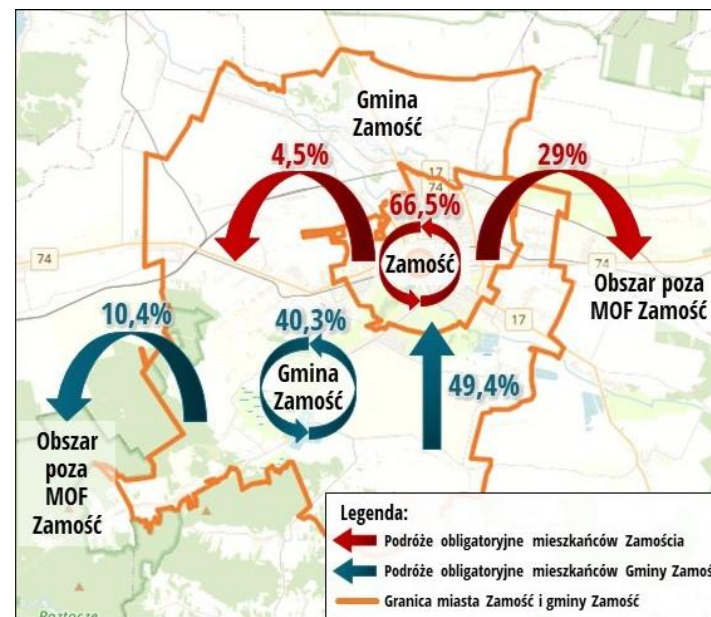 Gmina
Zamość
4,5%
29%
17
74
66,5%
Zamość
74
74
Obszar poza
MOF Zamość
17
10,4%
40,3%
Gmina
Zamość
49,4%
Obszar
poza
MOF
Zamość
Legenda:
Podróże obligatoryjne mieszkańców Zamościa
Podróże obligatoryjne mieszkańców Gminy Zamoś
Granica miasta Zamość i gminy Zamość
Roztocze